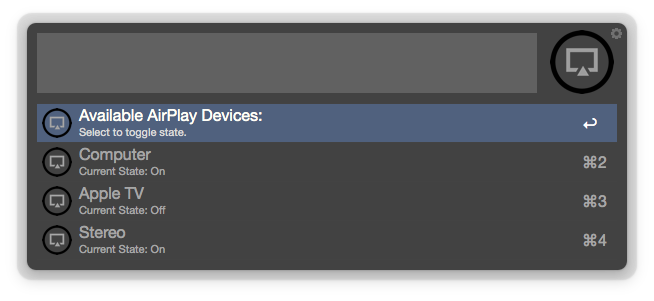 Available AirPlay Devices:
Select to toggle state.
↩
Computer
Current State: On
⌘2
Apple TV
Current State: Off
⌘3
Stereo
Current State: On
⌘4